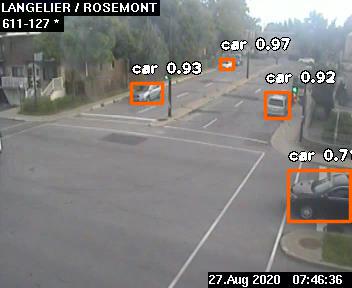 LANGELIER / ROSEMONT
611-127 *
car 0.97
car 0.93
car 0.92
car 0.71
27.Aug 2020 07:46:36